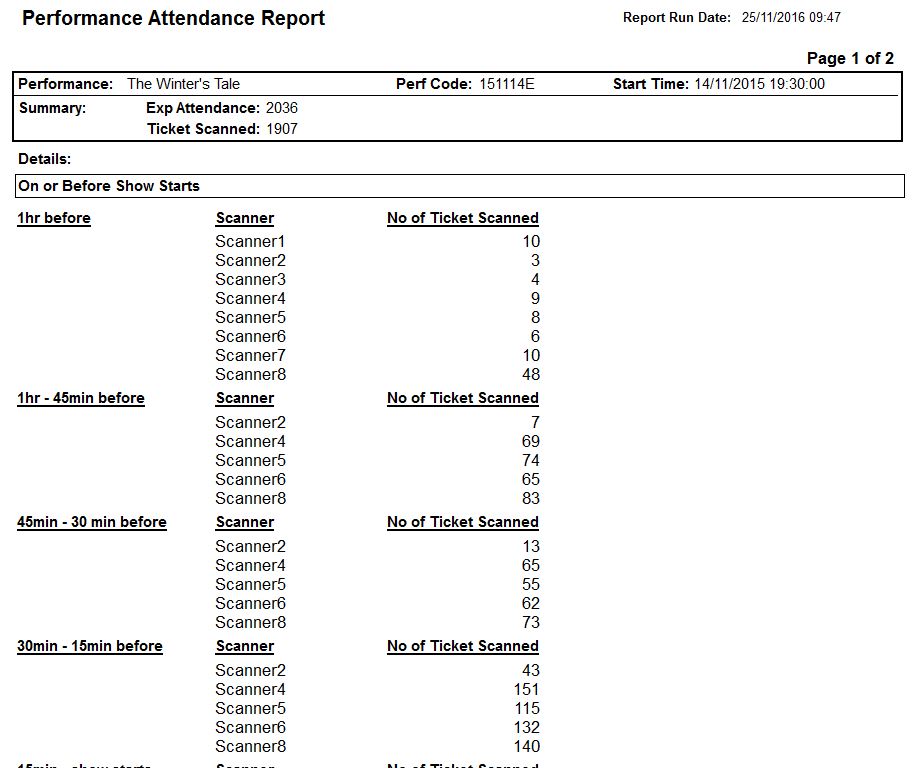 Performance Attendance Report
Report Run Date: 25/11/2016 09:47
Page 1 of 2
Performance: The Winter's Tale Perf Code: 151114E Start Time: 14/11/2015 19:30:00
Summary: Exp Attendance: 2036
Ticket Scanned: 1907
Details:
On or Before Show Starts
1hr before Scanner No of Ticket Scanned
Scanner1 10
Scanner2 3
Scanner3 4
Scanner4 9
Scanner5 8
Scanner6 6
Scanner7 10
Scanner8 48
1hr - 45min before Scanner No of Ticket Scanned
Scanner2 7
Scanner4 69
Scanner5 74
Scanner6 65
Scanner8 83
45min - 30 min before Scanner No of Ticket Scanned
Scanner2 13
Scanner4 65
Scanner5 55
Scanner6 62
Scanner8 73
30min - 15min before Scanner No of Ticket Scanned
Scanner2 43
Scanner4 151
Scanner5 115
Scanner6 132
Scanner8 140
15min - show starts Scanner No of Ticket Scanned